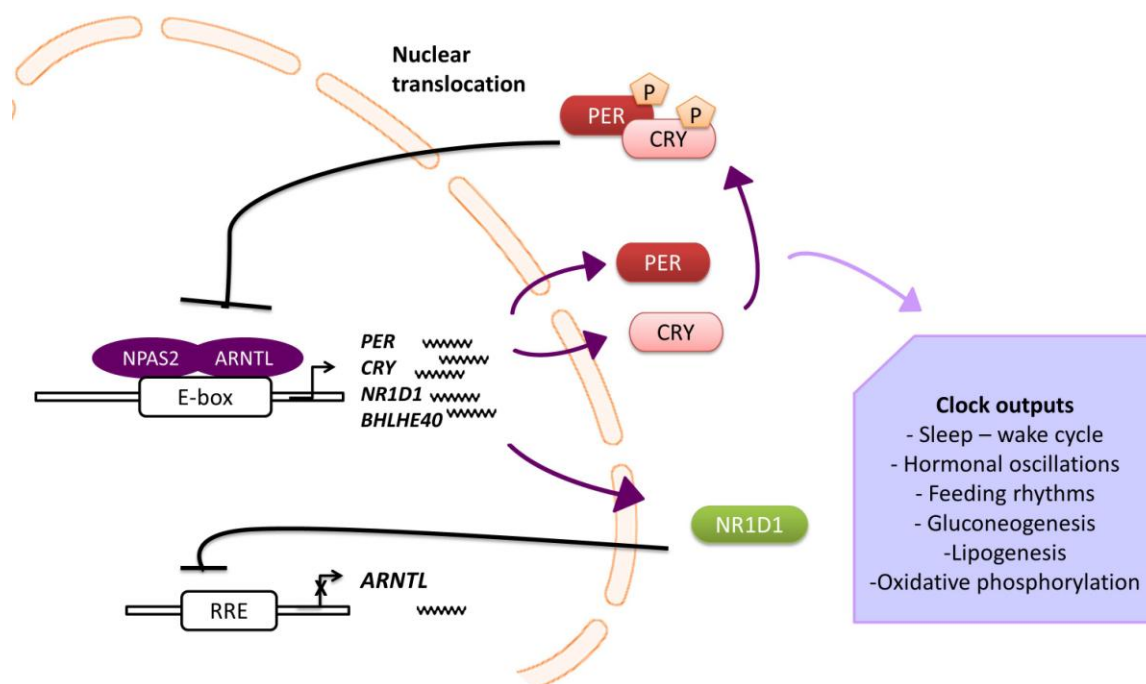 Nuclear
translocation
P
PER
P
CRY
PER
CRY
NPAS2
ARNTL
E-box
PER
CRY
NR1D1
BHLHE40
NR1D1
RRE
X
ARNTL
Clock outputs
- Sleep – wake cycle
- Hormonal oscillations
- Feeding rhythms
- Gluconeogenesis
-Lipogenesis
-Oxidative phosphorylation